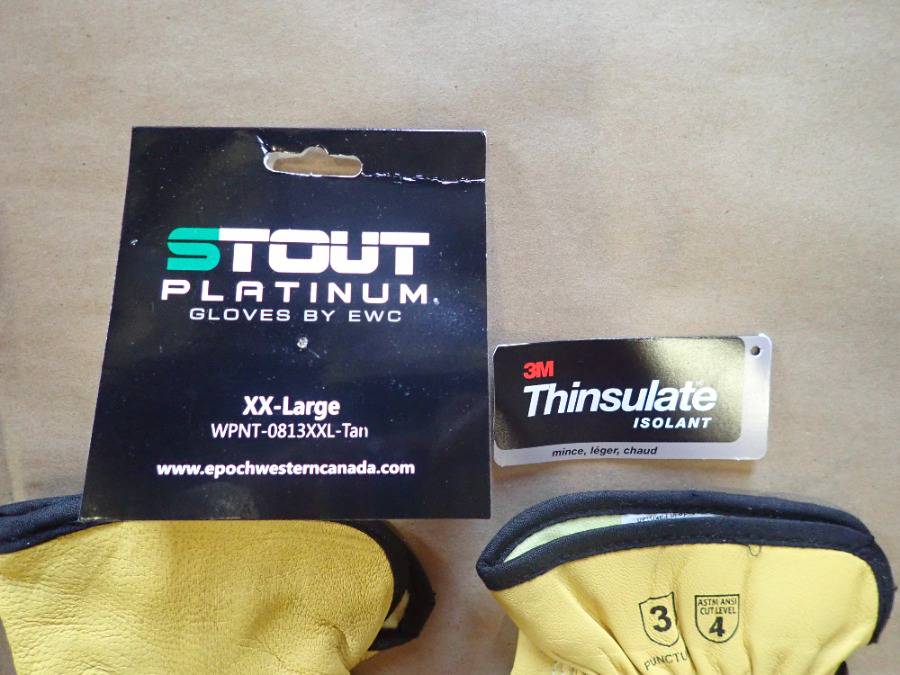 STOUT
PLATINUM
GLOVES BY EWC
XX-Large
WPNT-0813XXL-Tan
www.epochwesterncanada.com
3M
Thinsulate
ISOLANT
mince, léger, chaud
3
PUNCTU
ASTM ANSI
CUT LEVEL
4